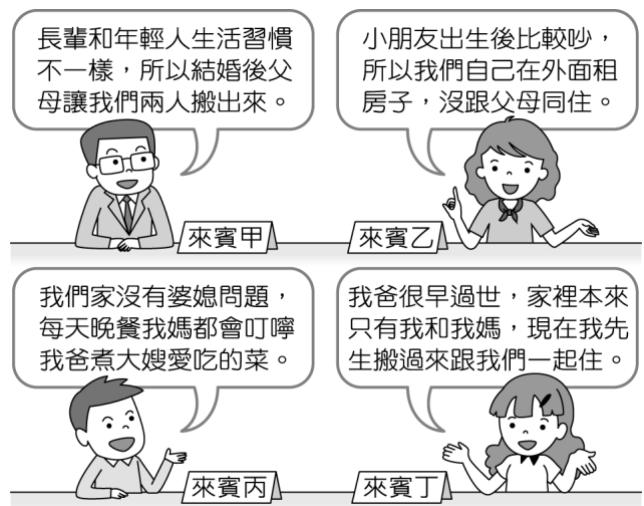 長輩和年輕人生活習慣
不一樣，所以結婚後父
母讓我們兩人搬出來。
來賓甲
小朋友出生後比較吵，
所以我們自己在外面租
房子，沒跟父母同住。
來賓乙
我們家沒有婆媳問題，
每天晚餐我媽都會叮嚀
我爸煮大嫂愛吃的菜。
來賓丙
我爸很早過世，家裡本來
只有我和我媽，現在我先
生搬過來跟我們一起住。
來賓丁